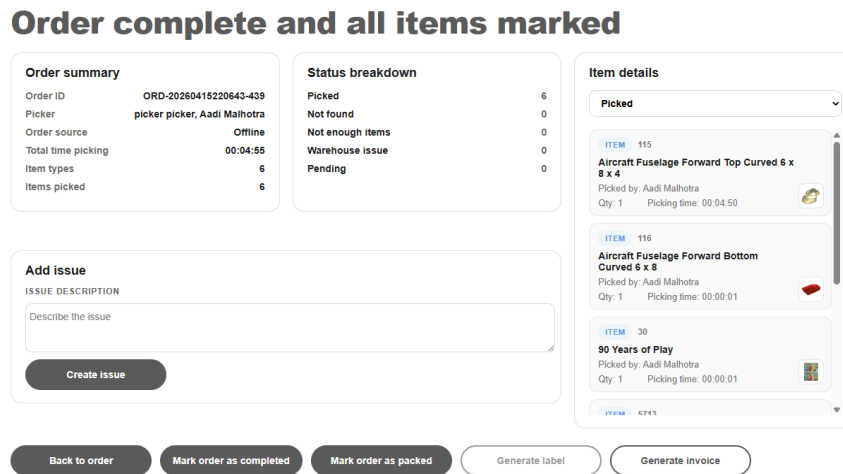 Order complete and all items marked
Order summary
Order ID ORD-20260415220643-439
Picker picker picker, Aadi Malhotra
Order source Offline
Total time picking 00:04:55
Item types 6
Items picked 6
Status breakdown
Picked 6
Not found 0
Not enough items 0
Warehouse issue 0
Pending 0
Item details
Picked
ITEM 115
Aircraft Fuselage Forward Top Curved 6 x
8 x 4
Picked by: Aadi Malhotra
Qty: 1 Picking time: 00:04:50
ITEM 116
Aircraft Fuselage Forward Bottom
Curved 6 x 8
Picked by: Aadi Malhotra
Qty: 1 Picking time: 00:00:01
ITEM 30
90 Years of Play
Picked by: Aadi Malhotra
Qty: 1 Picking time: 00:00:01
ITEM 5713
Add issue
ISSUE DESCRIPTION
Describe the issue
Create issue
Back to order
Mark order as completed
Mark order as packed
Generate label
Generate invoice